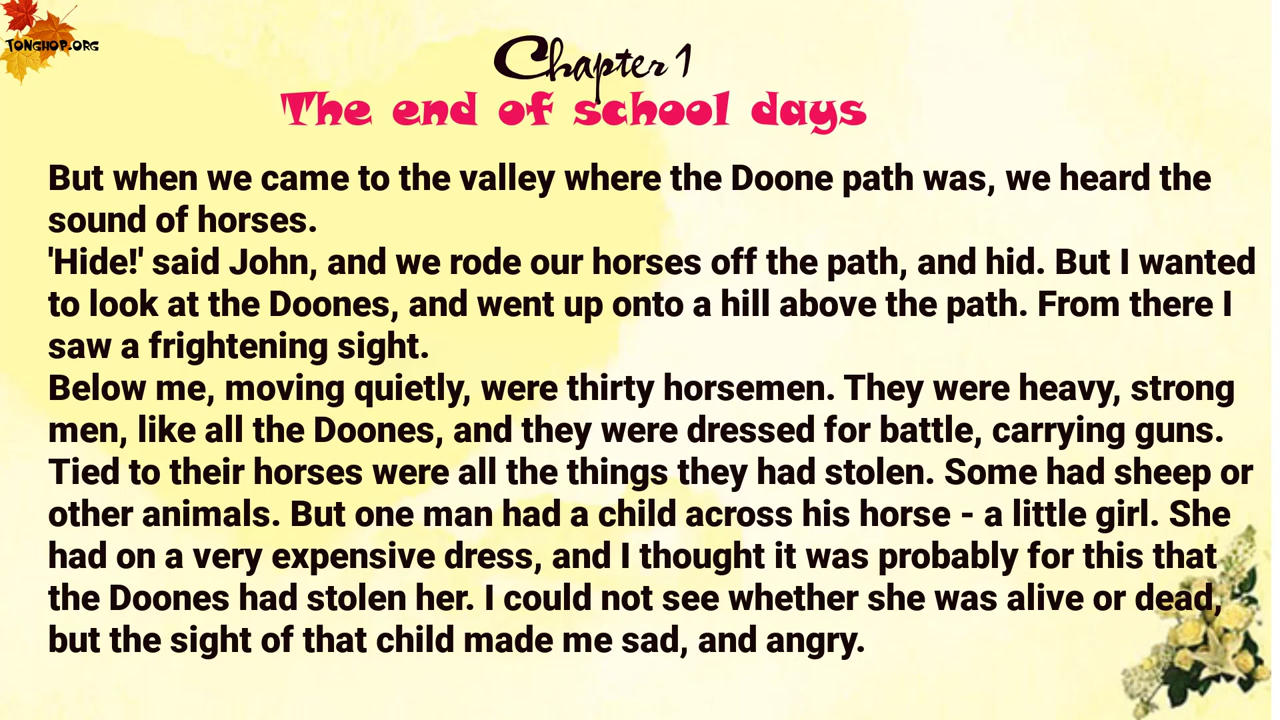 TONGHOP.ORG
Chapter 1
The end of school days
But when we came to the valley where the Doone path was, we heard the
sound of horses.
'Hide!' said John, and we rode our horses off the path, and hid. But I wanted
to look at the Doones, and went up onto a hill above the path. From there I
saw a frightening sight.
Below me, moving quietly, were thirty horsemen. They were heavy, strong
men, like all the Doones, and they were dressed for battle, carrying guns.
Tied to their horses were all the things they had stolen. Some had sheep or
other animals. But one man had a child across his horse - a little girl. She
had on a very expensive dress, and I thought it was probably for this that
the Doones had stolen her. I could not see whether she was alive or dead,
but the sight of that child made me sad, and angry.